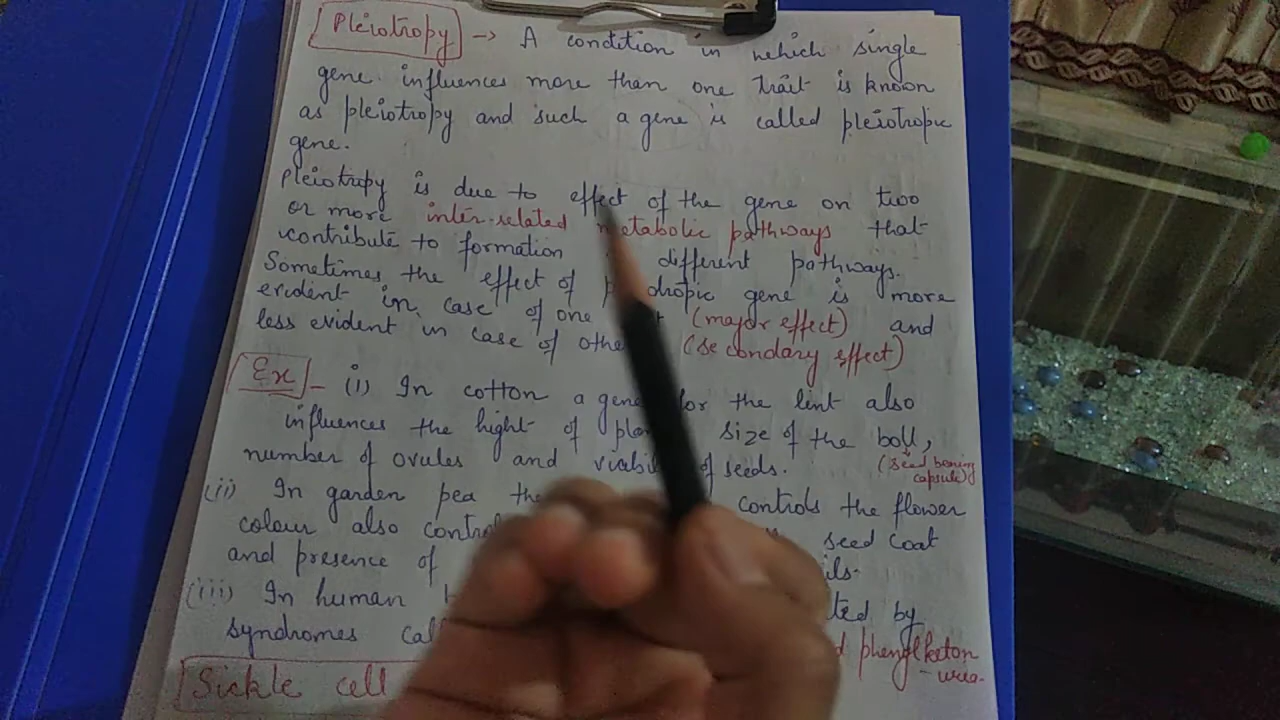 Pleiotropy → A condition in which single
gene influences more than one trait is known
as pleiotropy and such a gene is called pleiotropic
gene.
Pleiotropy is due to effect of the gene on two
or more inter-related metabolic pathways that
contribute to formation different pathways.
Sometimes the effect of gene is more
evident in case of one (major effect) and
less evident in case of (secondary effect)
Ex - (i) In cotton a gene for the lint also
influences the hight of size of the boll,
number of ovules and of seeds. (seed bearing
capsule)
(ii) In garden pea the controls the flower
colour also seed coat
and presence of
(iii) In human by
syndromes phenylketon
-urea.
Sickle cell